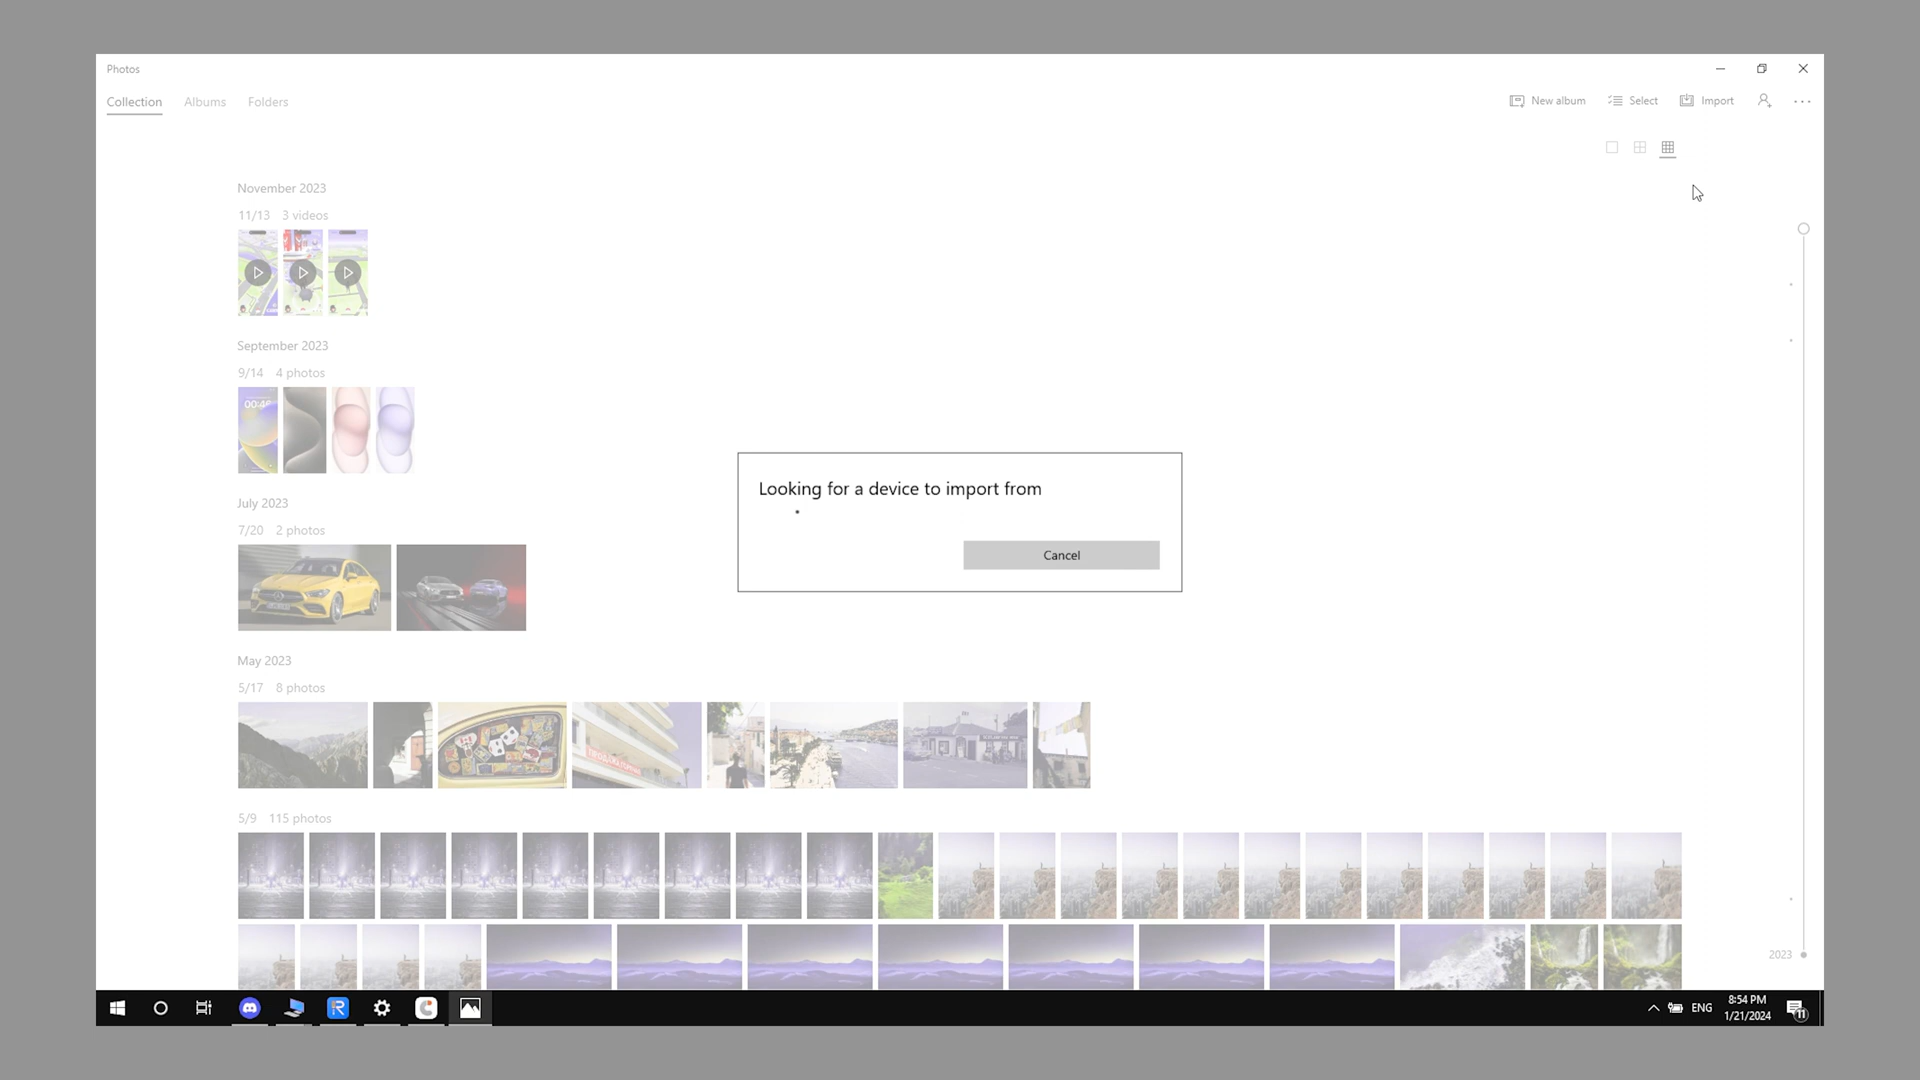 Photos
Collection Albums Folders
New album Select Import
November 2023
11/13 3 videos
September 2023
9/14 4 photos
July 2023
7/20 2 photos
Looking for a device to import from
Cancel
May 2023
5/17 8 photos
5/9 115 photos
2023
ENG
8:54 PM
1/21/2024
11